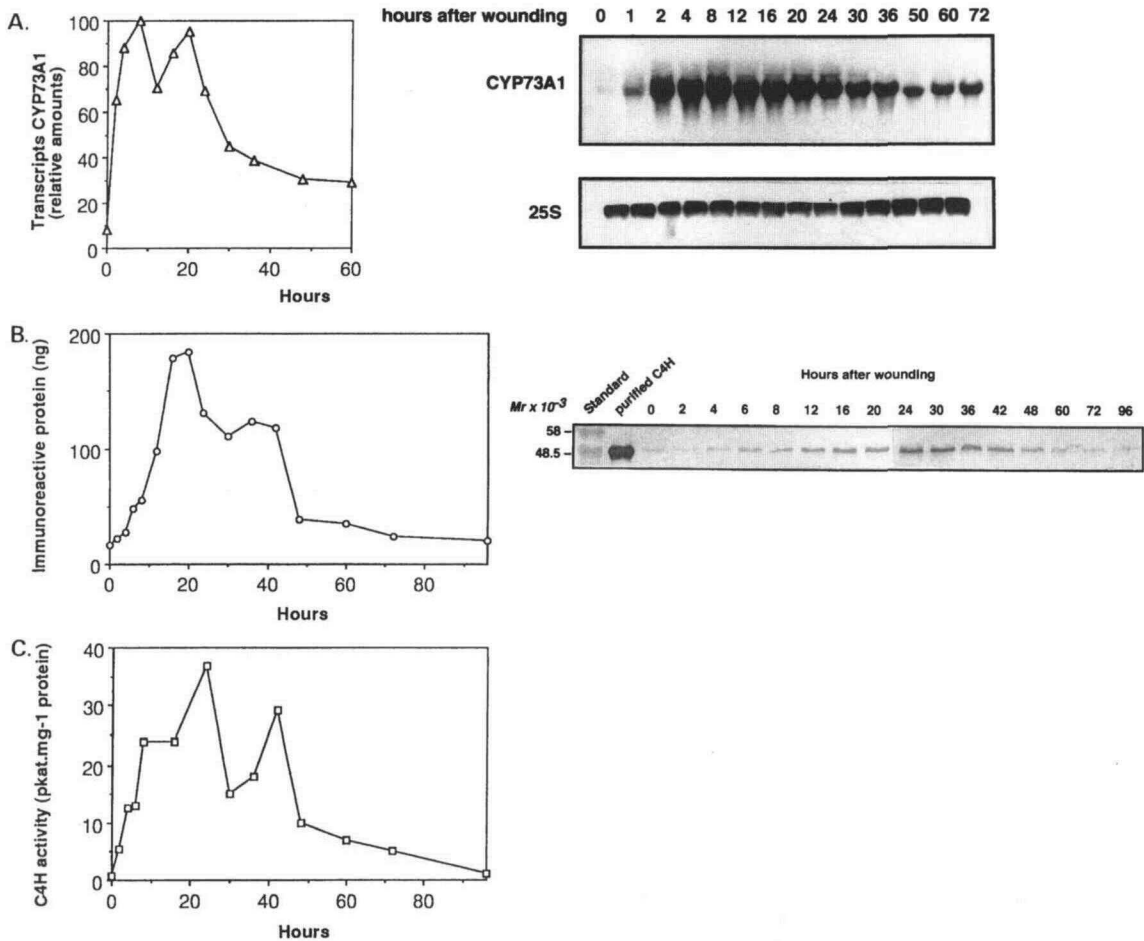 A.
Transcripts CYP73A1
(relative amounts)
100
80
60
40
20
0
0 20 40 60
Hours
hours after wounding 0 1 2 4 8 12 16 20 24 30 36 50 60 72
CYP73A1
25S
B.
Immunoreactive protein (ng)
200
100
0
0 20 40 60 80
Hours
Hours after wounding
Standard
purified C4H
Mr x 10-3 0 2 4 6 8 12 16 20 24 30 36 42 48 60 72 96
58
48.5
C.
C4H activity (pkat.mg-1 protein)
40
30
20
10
0
0 20 40 60 80
Hours